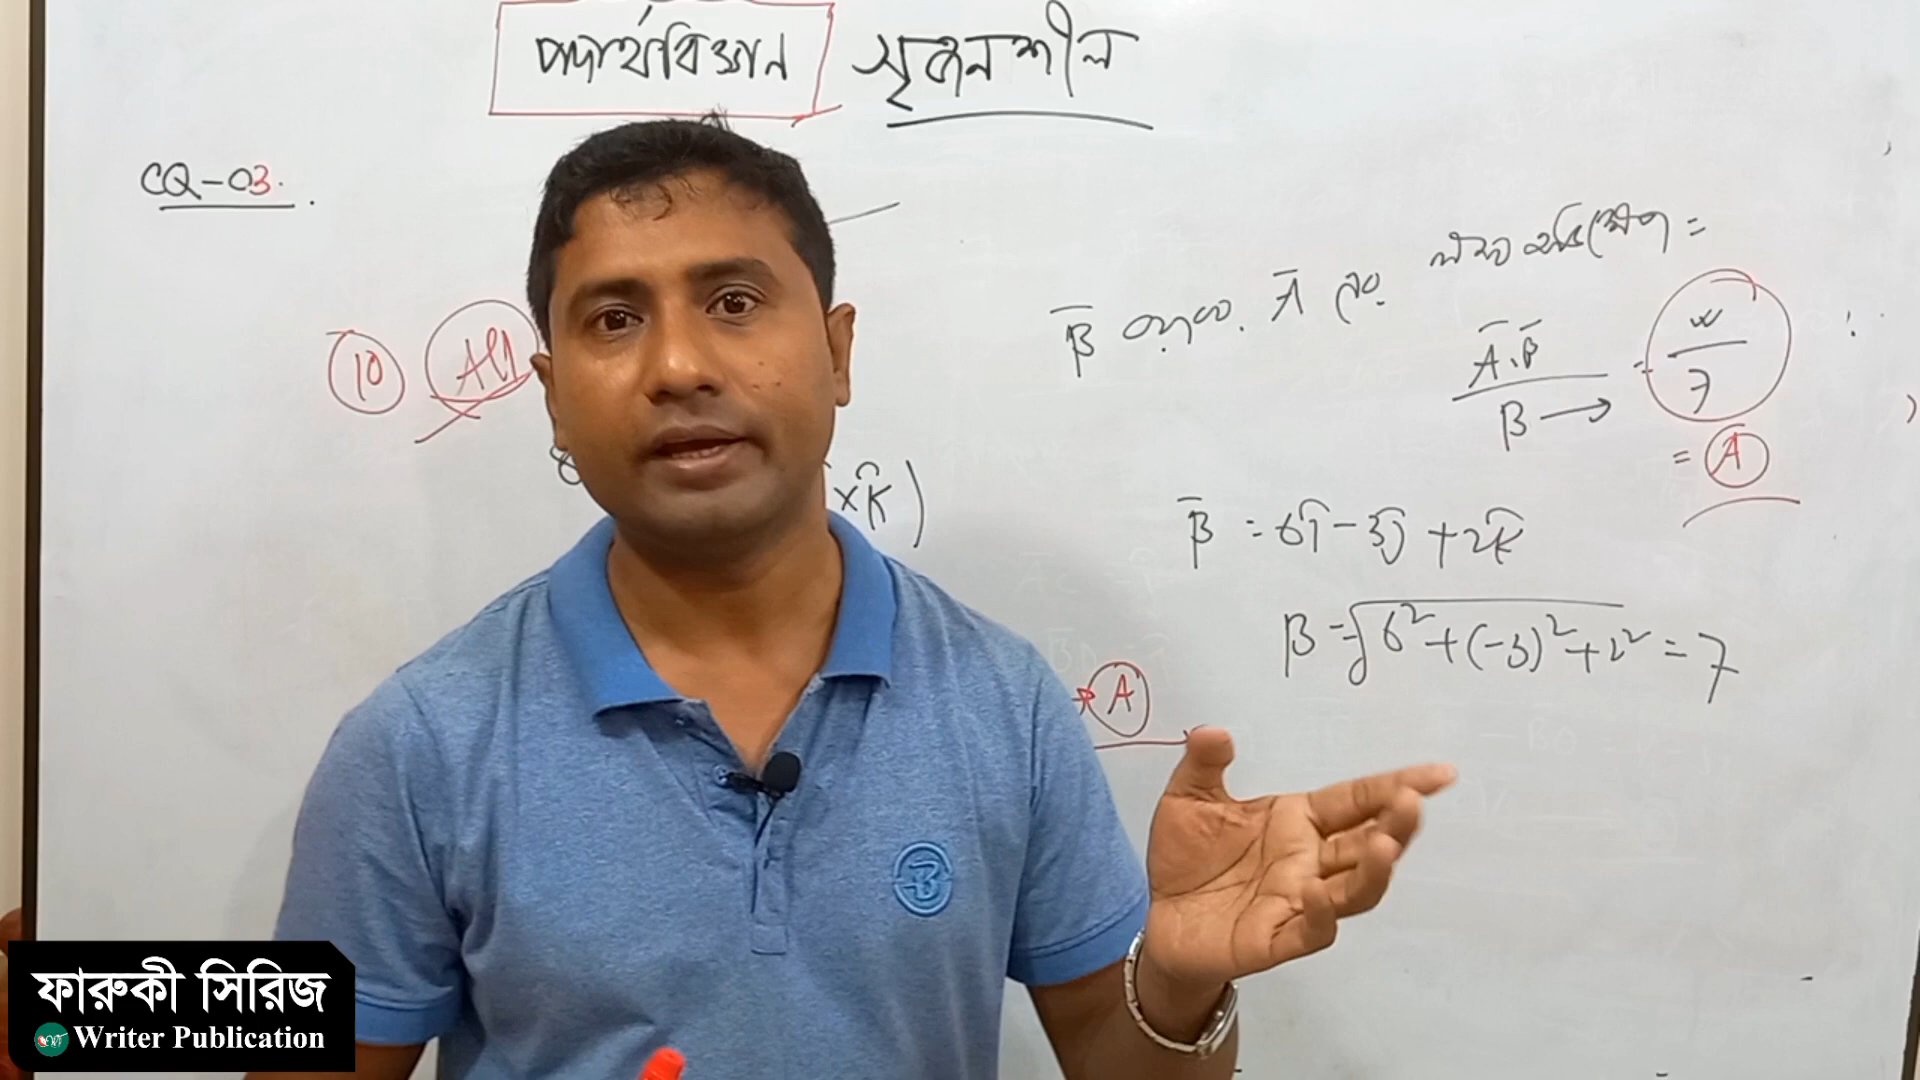 পদার্থবিজ্ঞান সৃজনশীল
CQ-03.
10
B̅ A̅ এর লম্ব অভিক্ষেপ =
A̅.B̅ / B = w / 7
= A
B̅ = 6î - 3ĵ + 2k̂
B = √6² + (-3)² + 2² = 7
×k̂)
A
ফারুকী সিরিজ
Writer Publication